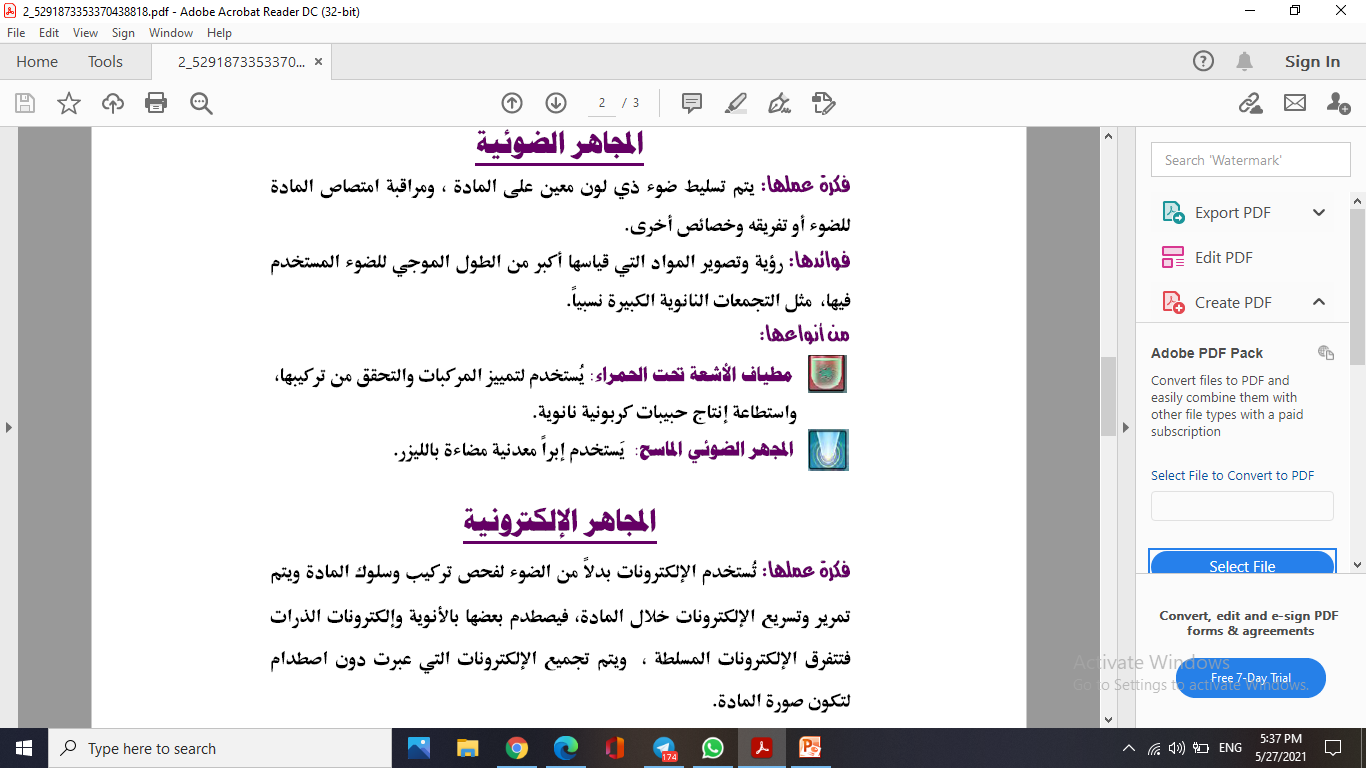 2_5291873353370438818.pdf - Adobe Acrobat Reader DC (32-bit)
File Edit View Sign Window Help
Home Tools 2_52918733533370... × Sign In
2 / 3
المجاهر الضوئية
فكرة عملها: يتم تسليط ضوء ذي لون معين على المادة ، ومراقبة امتصاص المادة
للضوء أو تفريقه وخصائص أخرى.
فوائدها: رؤية وتصوير المواد التي قياسها أكبر من الطول الموجي للضوء المستخدم
فيها، مثل التجمعات النانوية الكبيرة نسبياً.
من أنواعها:
مطياف الأشعة تحت الحمراء: يُستخدم لتمييز المركبات والتحقق من تركيبها،
واستطاعة إنتاج حبيبات كربونية نانوية.
المجهر الضوئي الماسح: يَستخدم إبراً معدنية مضاءة بالليزر.
المجاهر الإلكترونية
فكرة عملها: تُستخدم الإلكترونات بدلاً من الضوء لفحص تركيب وسلوك المادة ويتم
تمرير وتسريع الإلكترونات خلال المادة، فيصطدم بعضها بالأنوية وإلكترونات الذرات
فتتفرق الإلكترونات المسلطة ، ويتم تجميع الإلكترونات التي عبرت دون اصطدام
لتكون صورة المادة.
Search 'Watermark'
Export PDF
Edit PDF
Create PDF
Adobe PDF Pack
Convert files to PDF and
easily combine them with
other file types with a paid
subscription
Select File to Convert to PDF
Select File
Convert, edit and e-sign PDF
forms & agreements
Free 7-Day Trial
Activate Windows
Go to Settings to activate Windows.
Type here to search
174
ENG
5:37 PM
5/27/2021